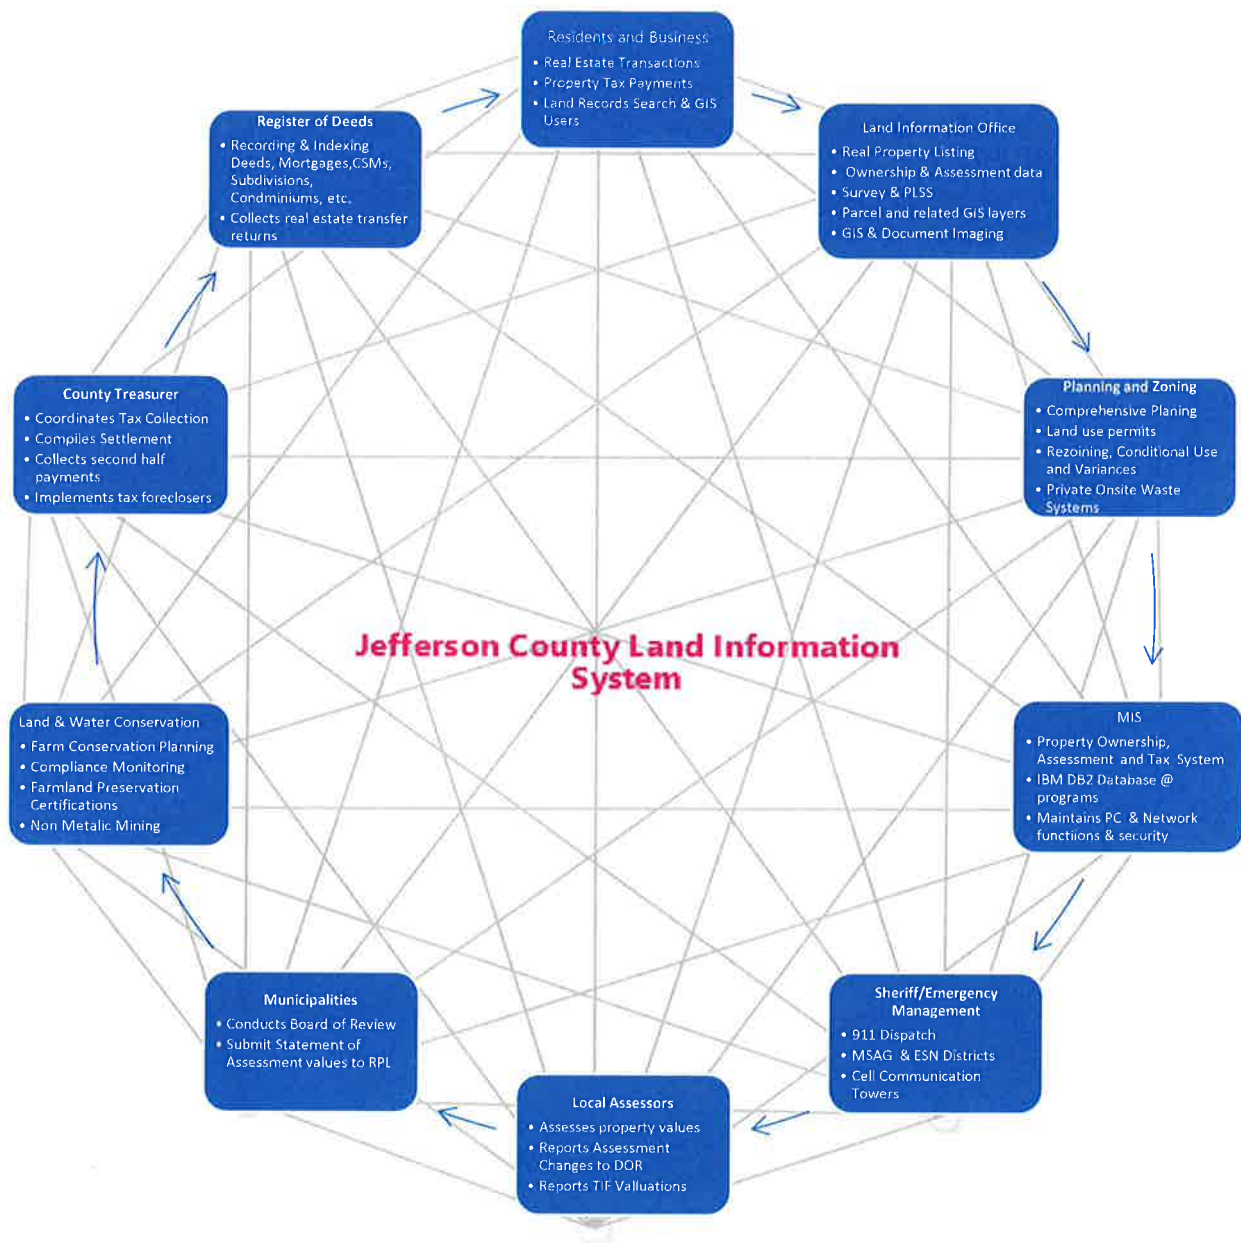 Residents and Business
• Real Estate Transactions
• Property Tax Payments
• Land Records Search & GIS
Users
Register of Deeds
• Recording & Indexing
Deeds, Mortgages,CSMs,
Subdivisions,
Condminiums, etc.
• Collects real estate transfer
returns
Land Information Office
• Real Property Listing
• Ownership & Assessment data
• Survey & PLSS
• Parcel and related GIS layers
• GIS & Document Imaging
County Treasurer
• Coordinates Tax Collection
• Compiles Settlement
• Collects second half
payments
• Implements tax foreclosers
Planning and Zoning
• Comprehensive Planing
• Land use permits
• Rezoining, Conditional Use
and Variances
• Private Onsite Waste
Systems
Jefferson County Land Information
System
Land & Water Conservation
• Farm Conservation Planning
• Compliance Monitoring
• Farmland Preservation
Certifications
• Non Metalic Mining
MIS
• Property Ownership,
Assessment and Tax System
• IBM DB2 Database @
programs
• Maintains PC & Network
functiions & security
Municipalities
• Conducts Board of Review
• Submit Statement of
Assessment values to RPL
Sheriff/Emergency
Management
• 911 Dispatch
• MSAG & ESN Districts
• Cell Communication
Towers
Local Assessors
• Assesses property values
• Reports Assessment
Changes to DOR
• Reports TIF Valluations